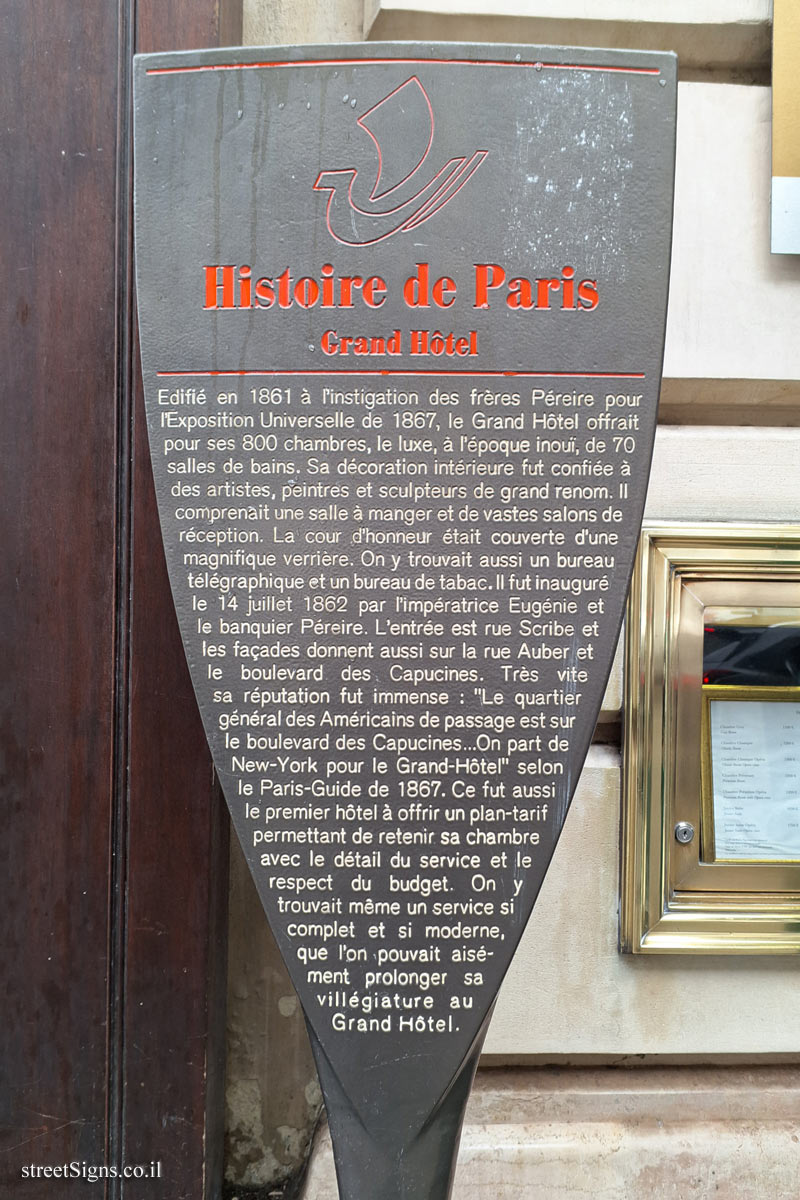 Histoire de Paris
Grand Hôtel
Edifié en 1861 à l'instigation des frères Péreire pour
l'Exposition Universelle de 1867, le Grand Hôtel offrait
pour ses 800 chambres, le luxe, à l'époque inouï, de 70
salles de bains. Sa décoration intérieure fut confiée à
des artistes, peintres et sculpteurs de grand renom. Il
comprenait une salle à manger et de vastes salons de
réception. La cour d'honneur était couverte d'une
magnifique verrière. On y trouvait aussi un bureau
télégraphique et un bureau de tabac. Il fut inauguré
le 14 juillet 1862 par l'impératrice Eugénie et
le banquier Péreire. L'entrée est rue Scribe et
les façades donnent aussi sur la rue Auber et
le boulevard des Capucines. Très vite
sa réputation fut immense : "Le quartier
général des Américains de passage est sur
le boulevard des Capucines...On part de
New-York pour le Grand-Hôtel" selon
le Paris-Guide de 1867. Ce fut aussi
le premier hôtel à offrir un plan-tarif
permettant de retenir sa chambre
avec le détail du service et le
respect du budget. On y
trouvait même un service si
complet et si moderne,
que l'on pouvait aisé-
ment prolonger sa
villégiature au
Grand Hôtel.
streetSigns.co.il